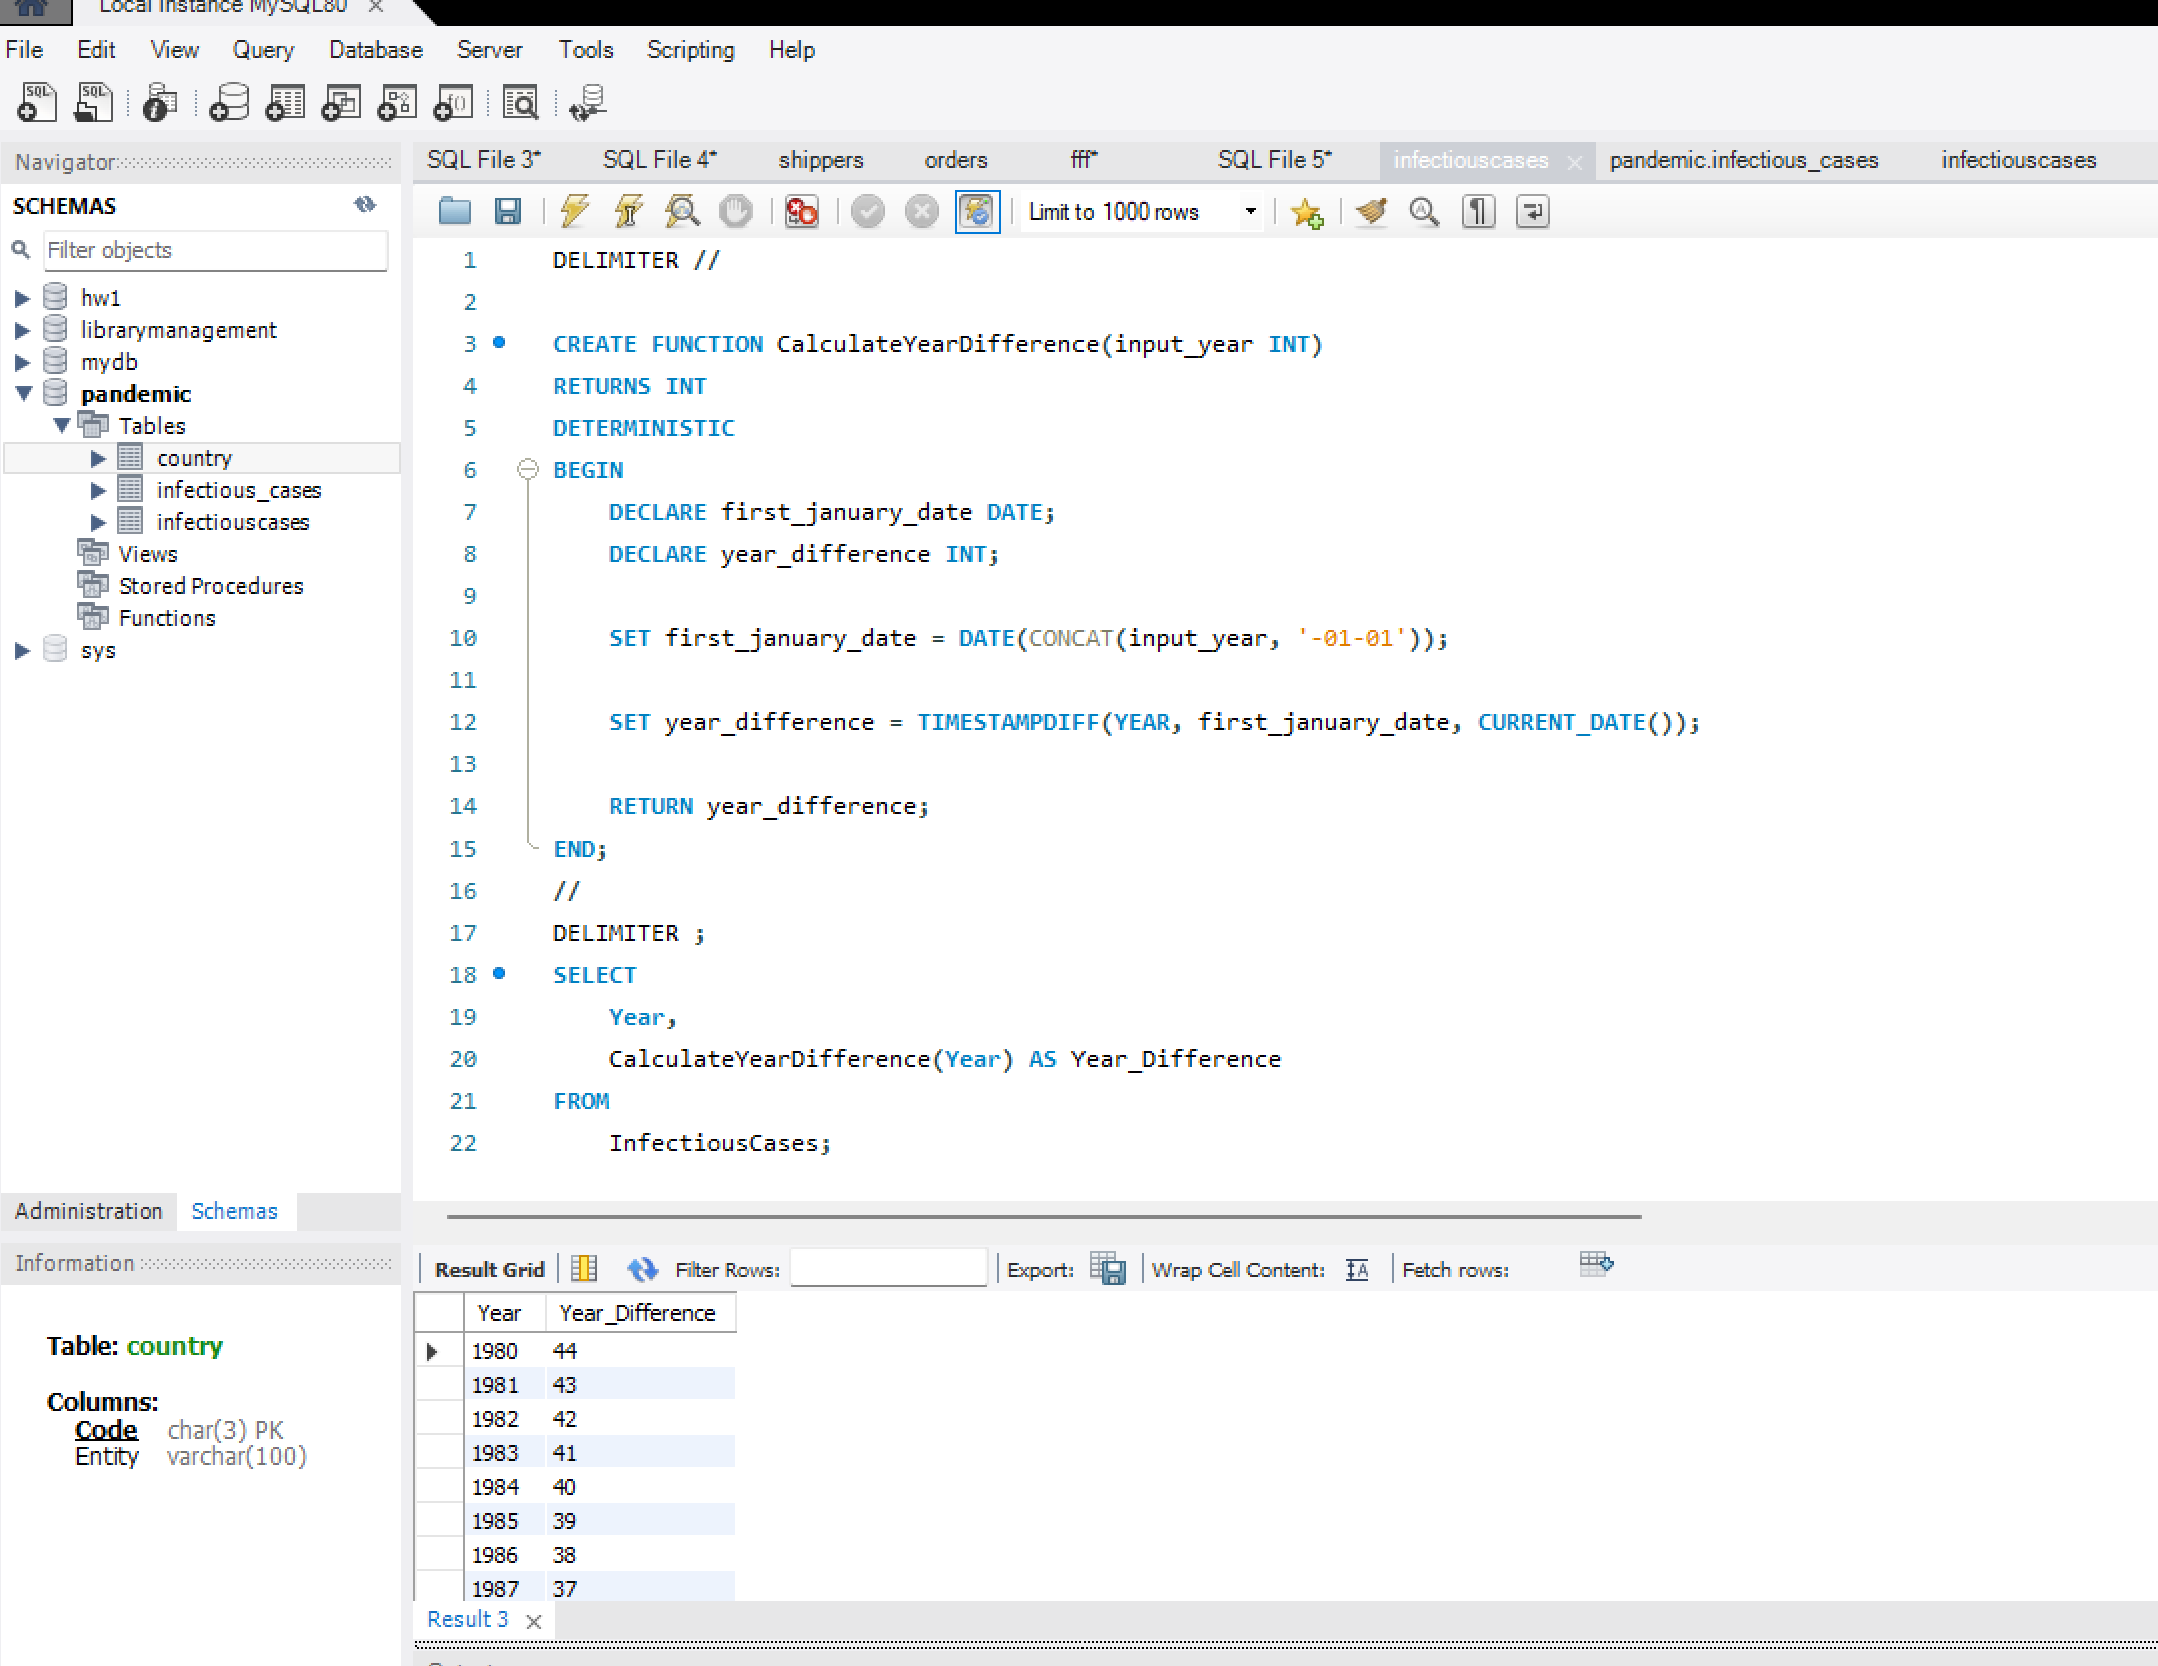 Local instance MySQL80
File Edit View Query Database Server Tools Scripting Help
Navigator
SCHEMAS
Filter objects
hw1
librarymanagement
mydb
pandemic
Tables
country
infectious_cases
infectiouscases
Views
Stored Procedures
Functions
sys
Administration Schemas
Information
Table: country
Columns:
Code char(3) PK
Entity varchar(100)
SQL File 3* SQL File 4* shippers orders fff* SQL File 5* infectiouscases pandemic.infectious_cases infectiouscases
Limit to 1000 rows
1 DELIMITER //
2
3 CREATE FUNCTION CalculateYearDifference(input_year INT)
4 RETURNS INT
5 DETERMINISTIC
6 BEGIN
7 DECLARE first_january_date DATE;
8 DECLARE year_difference INT;
9
10 SET first_january_date = DATE(CONCAT(input_year, '-01-01'));
11
12 SET year_difference = TIMESTAMPDIFF(YEAR, first_january_date, CURRENT_DATE());
13
14 RETURN year_difference;
15 END;
16 //
17 DELIMITER ;
18 SELECT
19 Year,
20 CalculateYearDifference(Year) AS Year_Difference
21 FROM
22 InfectiousCases;
Result Grid Filter Rows: Export: Wrap Cell Content: Fetch rows:
Year Year_Difference
1980 44
1981 43
1982 42
1983 41
1984 40
1985 39
1986 38
1987 37
Result 3